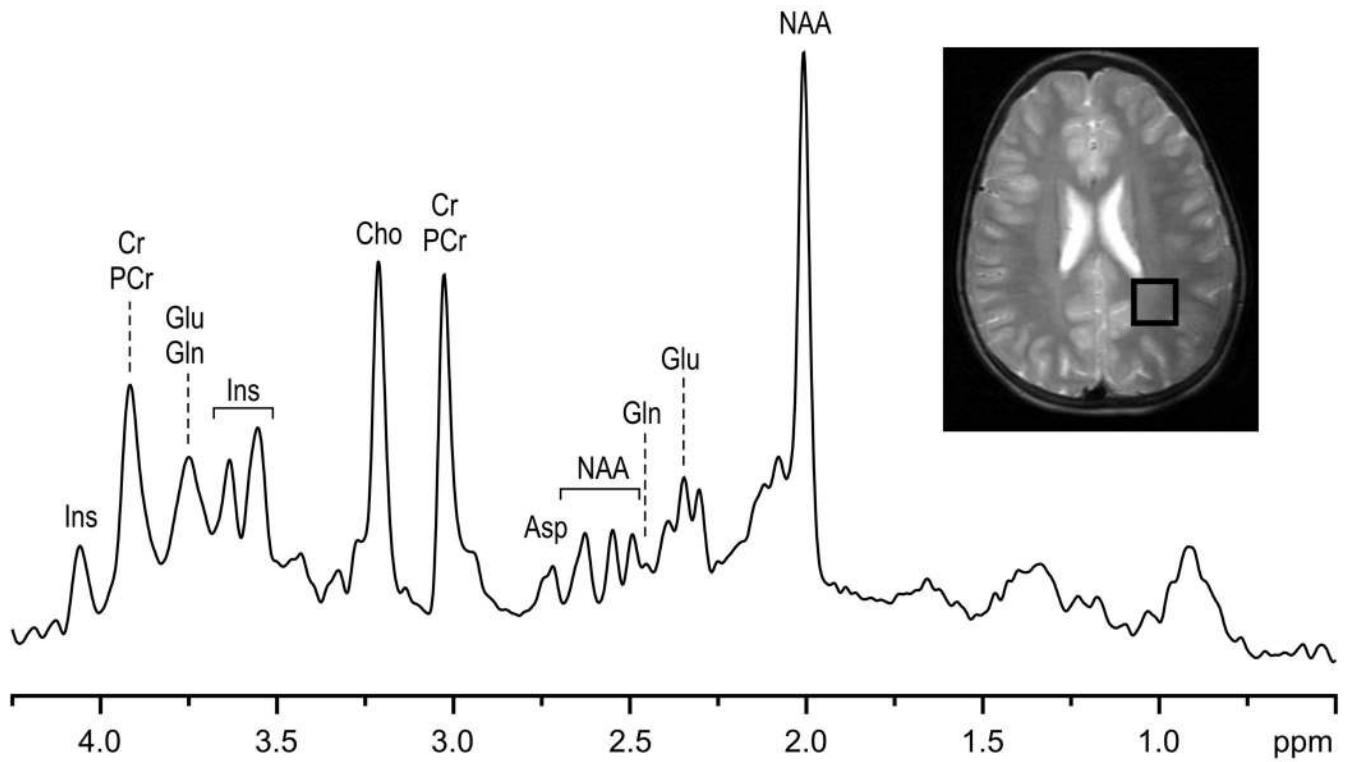 NAA
Cr
PCr
Cho
Cr
PCr
Glu
Gln
Ins
Glu
Gln
NAA
Asp
Ins
4.0 3.5 3.0 2.5 2.0 1.5 1.0 ppm